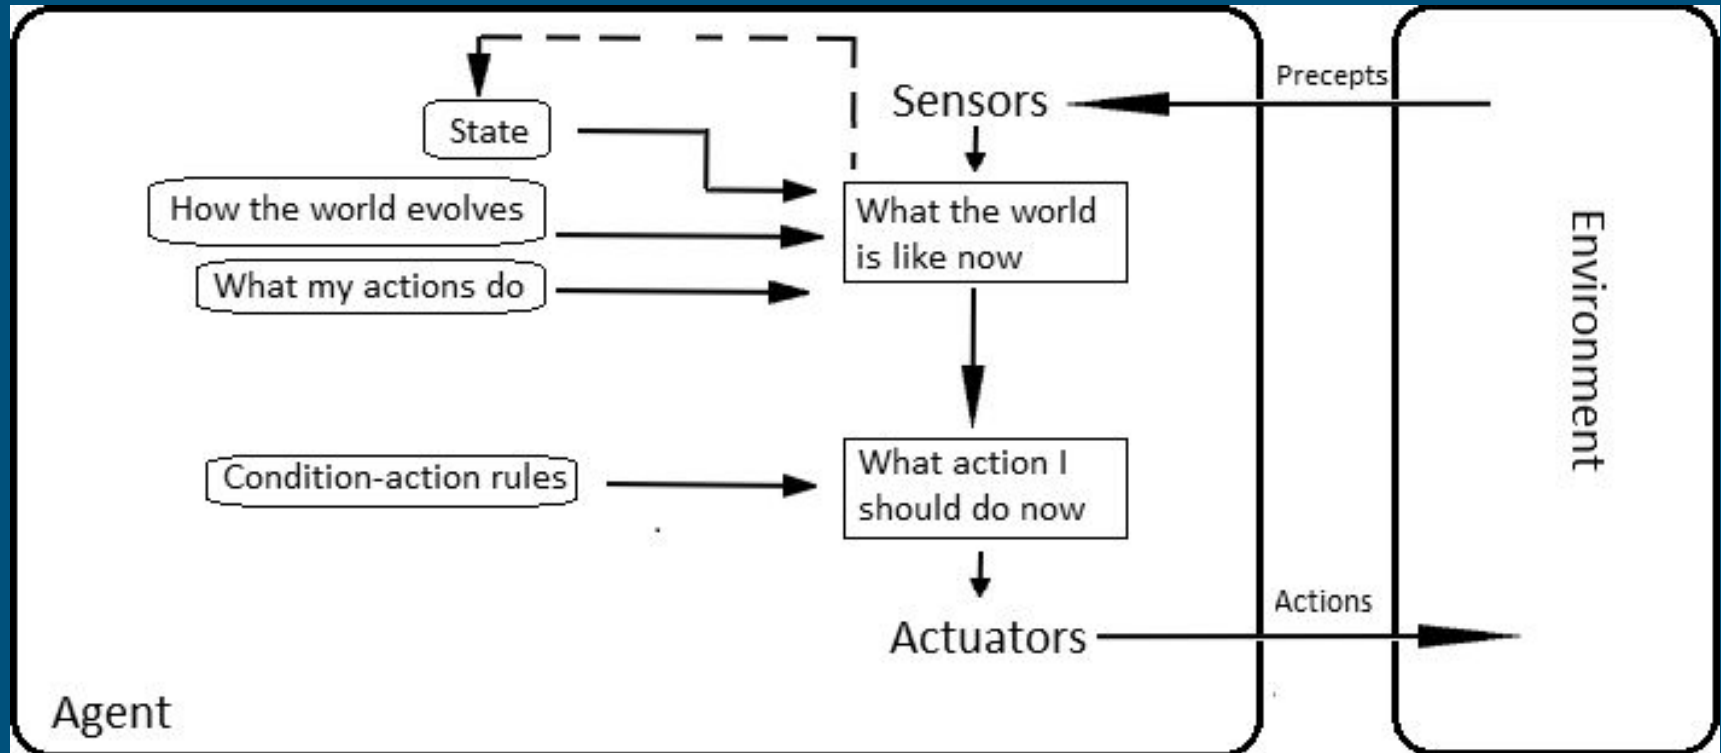 Precepts
Sensors
State
How the world evolves
What the world
is like now
What my actions do
Environment
Condition-action rules
What action I
should do now
Actions
Actuators
Agent